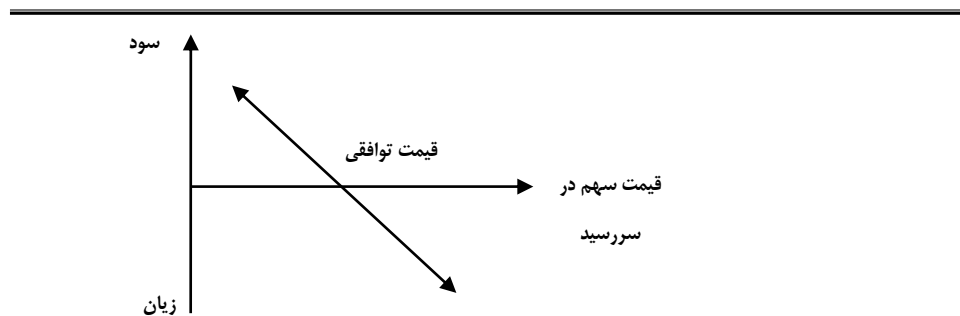 سود
قیمت توافقی
قیمت سهم در
سررسید
زیان